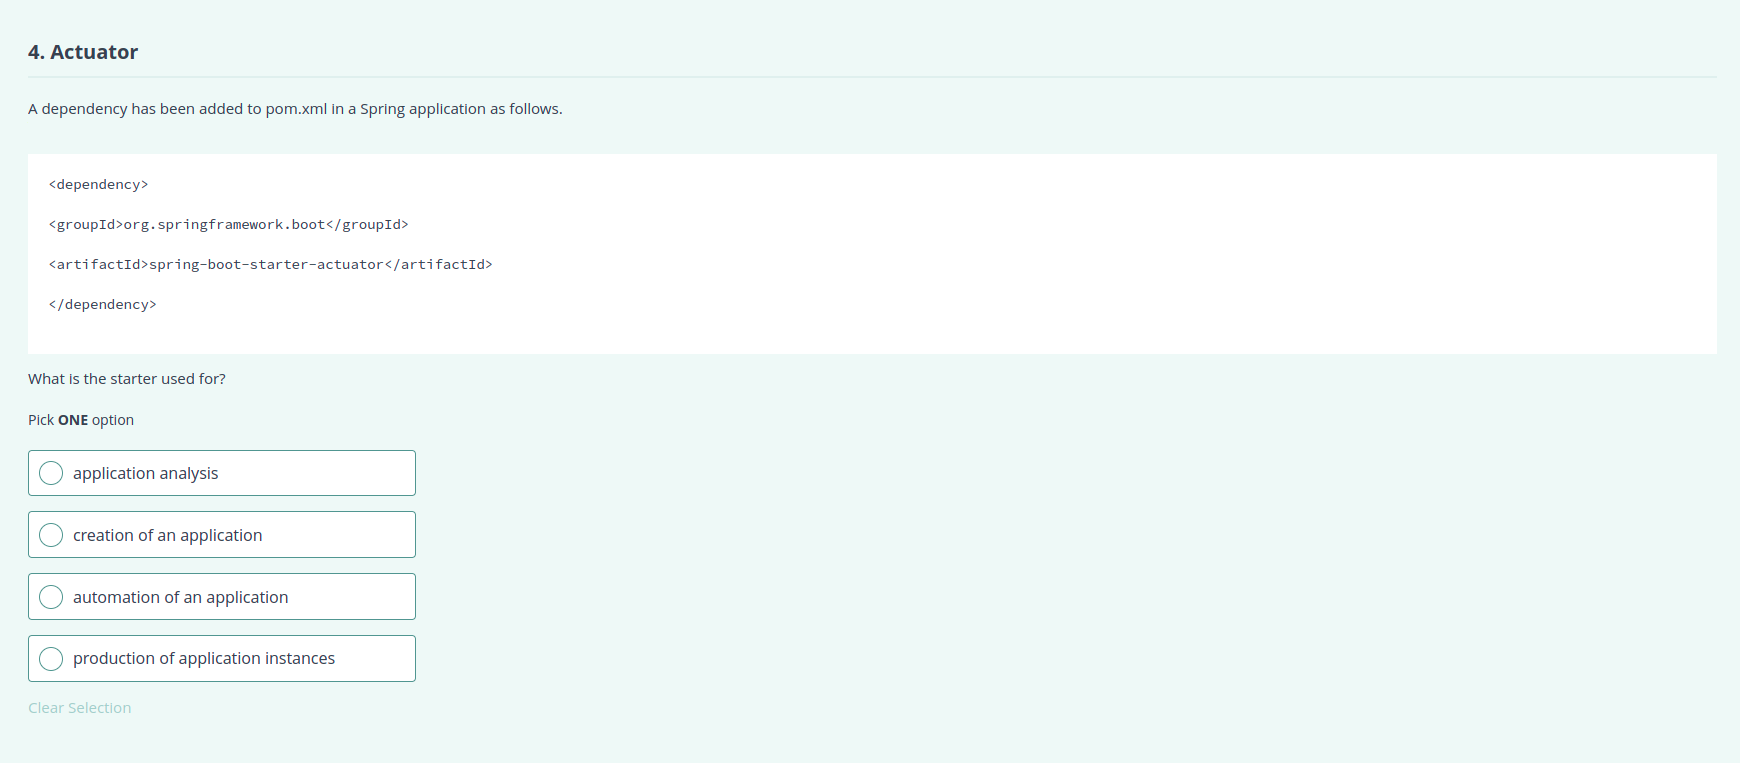 4. Actuator
A dependency has been added to pom.xml in a Spring application as follows.
<dependency>
<groupId>org.springframework.boot</groupId>
<artifactId>spring-boot-starter-actuator</artifactId>
</dependency>
What is the starter used for?
Pick ONE option
application analysis
creation of an application
automation of an application
production of application instances
Clear Selection